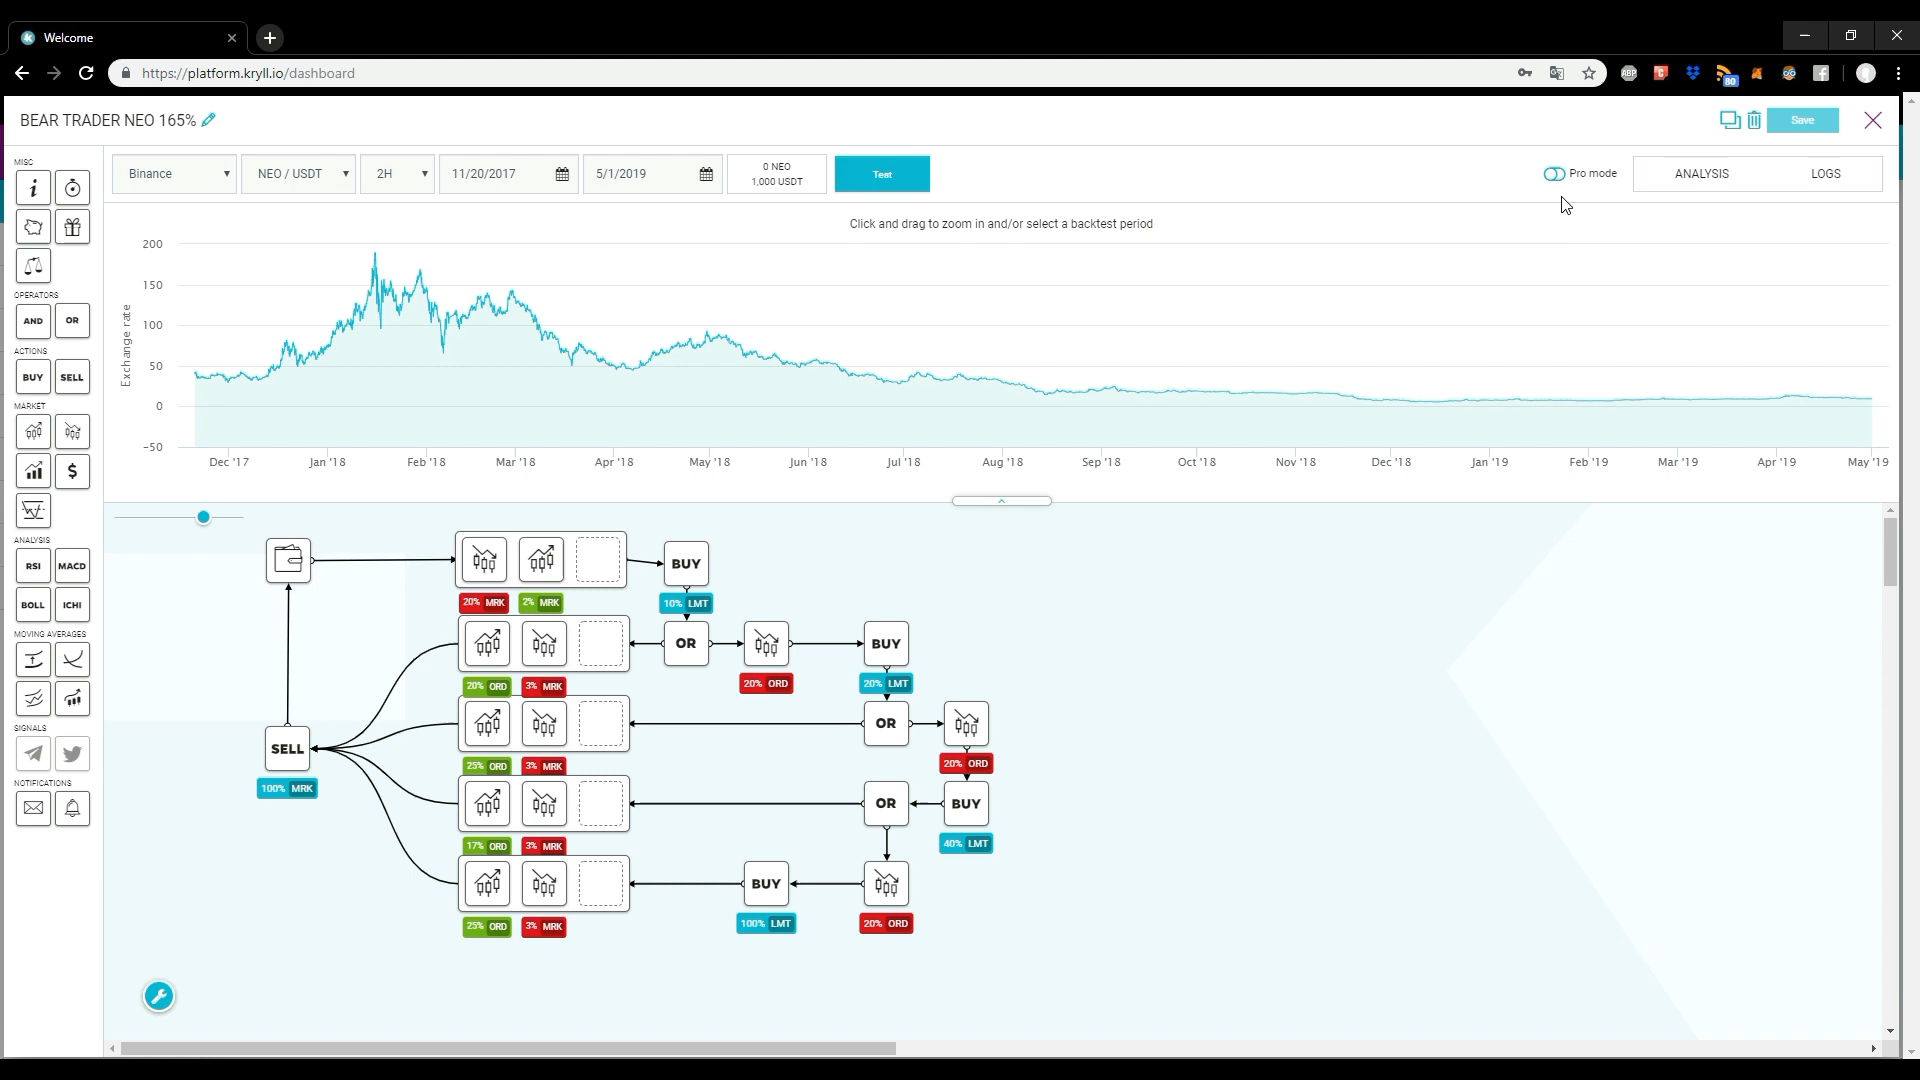 Welcome
https://platform.kryll.io/dashboard
ABP
80
BEAR TRADER NEO 165%
Save
MISC
Binance
NEO / USDT
2H
11/20/2017
5/1/2019
0 NEO
1,000 USDT
Test
Pro mode
ANALYSIS
LOGS
Click and drag to zoom in and/or select a backtest period
Exchange rate
200
150
100
50
0
-50
Dec '17
Jan '18
Feb '18
Mar '18
Apr '18
May '18
Jun '18
Jul '18
Aug '18
Sep '18
Oct '18
Nov '18
Dec '18
Jan '19
Feb '19
Mar '19
Apr '19
May '19
OPERATORS
AND
OR
ACTIONS
BUY
SELL
MARKET
$
ANALYSIS
RSI
MACD
BOLL
ICHI
MOVING AVERAGES
SIGNALS
NOTIFICATIONS
BUY
20% MRK
2% MRK
10% LMT
OR
BUY
20% ORD
3% MRK
20% ORD
20% LMT
OR
SELL
25% ORD
3% MRK
20% ORD
100% MRK
OR
BUY
17% ORD
3% MRK
40% LMT
BUY
25% ORD
3% MRK
100% LMT
20% ORD